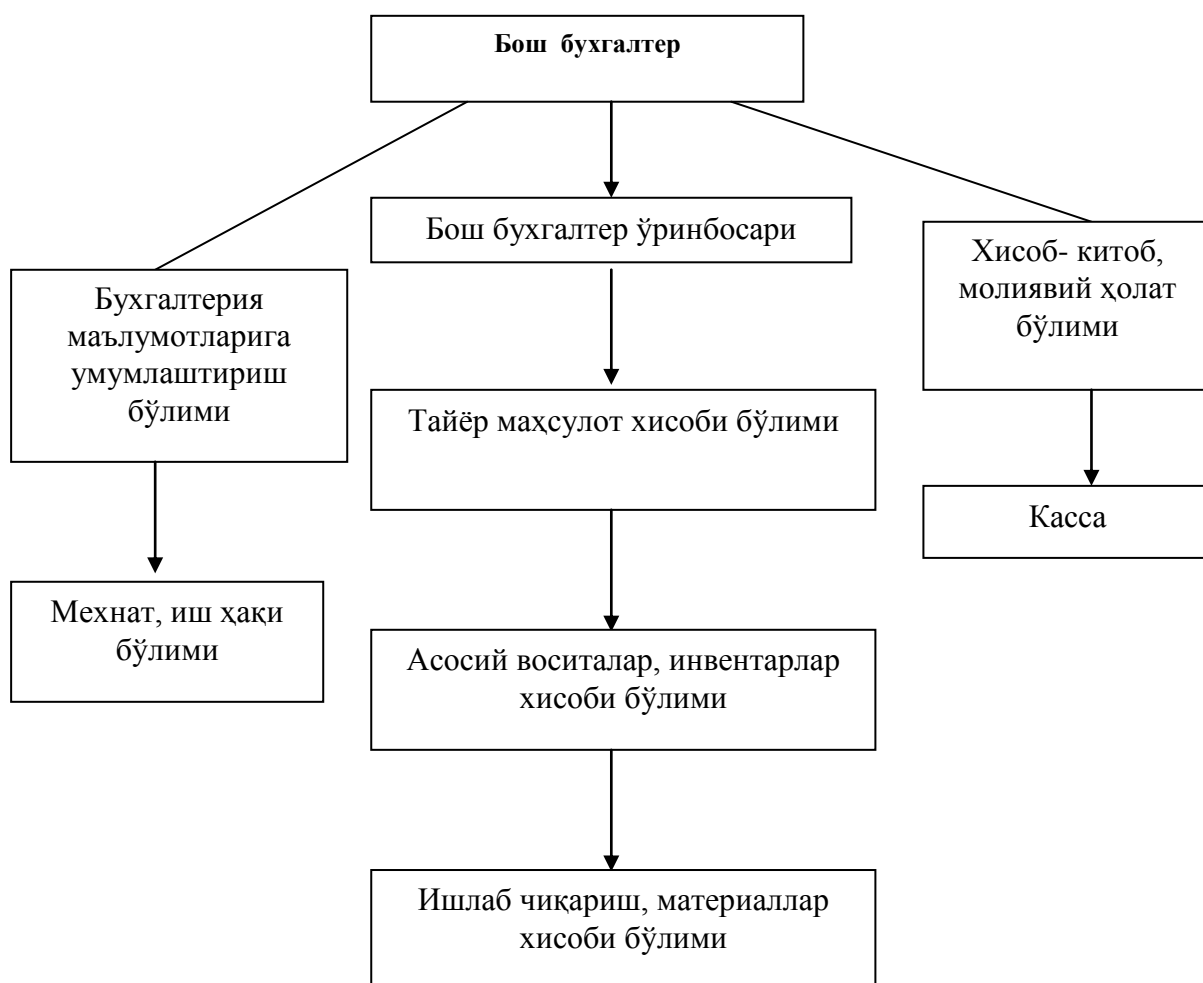 Бош бухгалтер
Бош бухгалтер ўринбосари
Хисоб- китоб,
молиявий ҳолат
бўлими
Бухгалтерия
маълумотларига
умумлаштириш
бўлими
Тайёр маҳсулот хисоби бўлими
Касса
Мехнат, иш ҳақи
бўлими
Асосий воситалар, инвентарлар
хисоби бўлими
Ишлаб чиқариш, материаллар
хисоби бўлими